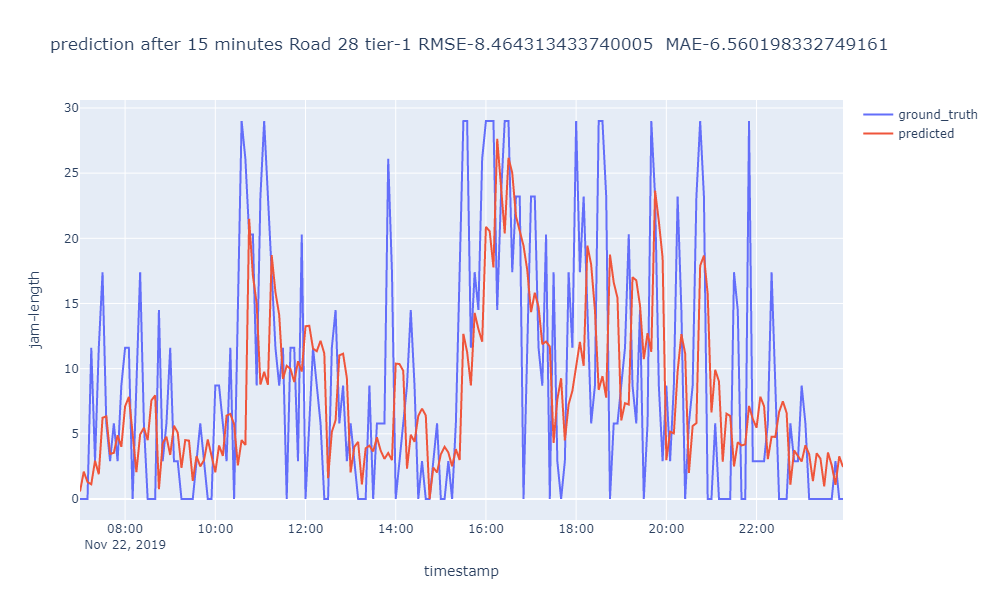 prediction after 15 minutes Road 28 tier-1 RMSE-8.464313433740005  MAE-6.560198332749161
ground_truth
predicted
jam-length
30
25
20
15
10
5
0
08:00 10:00 12:00 14:00 16:00 18:00 20:00 22:00
Nov 22, 2019
timestamp